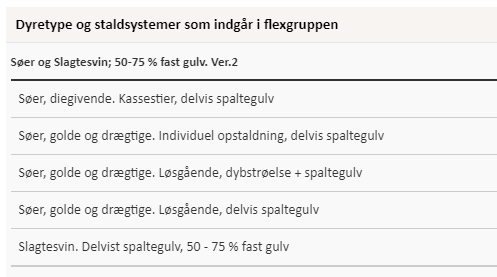 Dyretype og staldsystemer som indgår i flexgruppen
Søer og Slagtesvin; 50-75 % fast gulv. Ver.2
Søer, diegivende. Kassestier, delvis spaltegulv
Søer, golde og drægtige. Individuel opstaldning, delvis spaltegulv
Søer, golde og drægtige. Løsgående, dybstrøelse + spaltegulv
Søer, golde og drægtige. Løsgående, delvis spaltegulv
Slagtesvin. Delvist spaltegulv, 50 - 75 % fast gulv